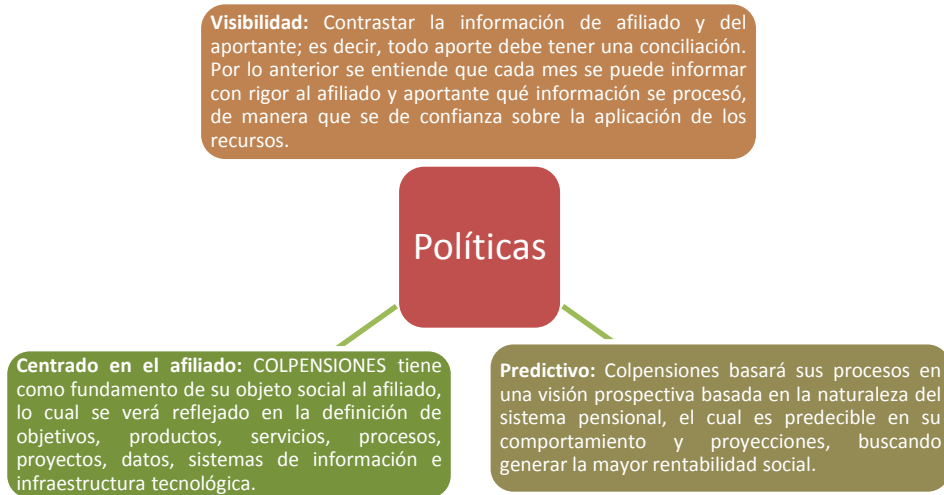 Visibilidad: Contrastar la información de afiliado y del
aportante; es decir, todo aporte debe tener una conciliación.
Por lo anterior se entiende que cada mes se puede informar
con rigor al afiliado y aportante qué información se procesó,
de manera que se de confianza sobre la aplicación de los
recursos.
Políticas
Centrado en el afiliado: COLPENSIONES tiene
como fundamento de su objeto social al afiliado,
lo cual se verá reflejado en la definición de
objetivos, productos, servicios, procesos,
proyectos, datos, sistemas de información e
infraestructura tecnológica.
Predictivo: Colpensiones basará sus procesos en
una visión prospectiva basada en la naturaleza del
sistema pensional, el cual es predecible en su
comportamiento y proyecciones, buscando
generar la mayor rentabilidad social.